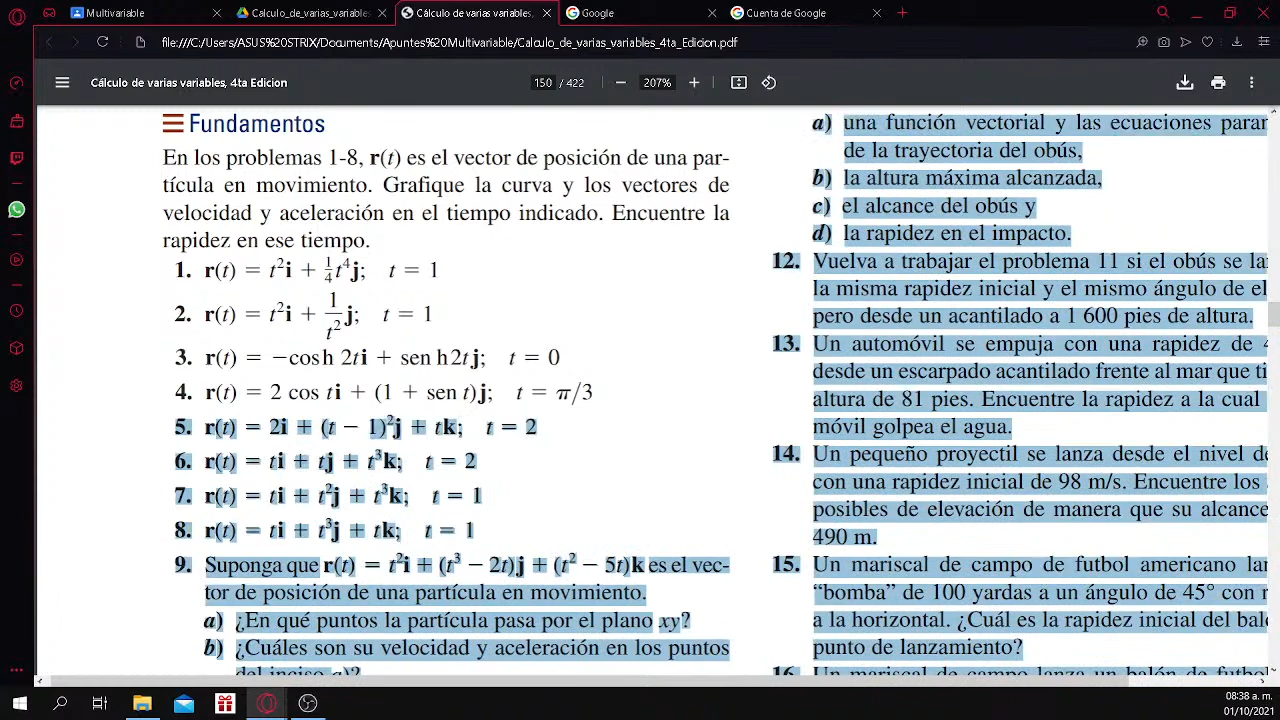 Multivariable
Calculo_de_varias_variables_
Cálculo de varias variables,
Google
Cuenta de Google
file:///C:/Users/ASUS%20STRIX/Documents/Apuntes%20Multivariable/Calculo_de_varias_variables_4ta_Edicion.pdf
Cálculo de varias variables, 4ta Edicion
150 / 422
207%
Fundamentos
En los problemas 1-8, r(t) es el vector de posición de una par-
tícula en movimiento. Grafique la curva y los vectores de
velocidad y aceleración en el tiempo indicado. Encuentre la
rapidez en ese tiempo.
1. r(t) = t²i + ¼t⁴j; t = 1
2. r(t) = t²i + 1/t² j; t = 1
3. r(t) = −cosh 2ti + sen h2tj; t = 0
4. r(t) = 2 cos ti + (1 + sen t)j; t = π/3
5. r(t) = 2i + (t − 1)²j + tk; t = 2
6. r(t) = ti + tj + t³k; t = 2
7. r(t) = ti + t²j + t³k; t = 1
8. r(t) = ti + t³j + tk; t = 1
9. Suponga que r(t) = t²i + (t³ − 2t)j + (t² − 5t)k es el vec-
tor de posición de una partícula en movimiento.
a) ¿En qué puntos la partícula pasa por el plano xy?
b) ¿Cuáles son su velocidad y aceleración en los puntos
del inciso a)?
a) una función vectorial y las ecuaciones
de la trayectoria del obús,
b) la altura máxima alcanzada,
c) el alcance del obús y
d) la rapidez en el impacto.
12. Vuelva a trabajar el problema 11 si el obús se
la misma rapidez inicial y el mismo ángulo de
pero desde un acantilado a 1 600 pies de altura.
13. Un automóvil se empuja con una rapidez de
desde un escarpado acantilado frente al mar que
altura de 81 pies. Encuentre la rapidez a la cual
móvil golpea el agua.
14. Un pequeño proyectil se lanza desde el nivel
con una rapidez inicial de 98 m/s. Encuentre los
posibles de elevación de manera que su alcance
490 m.
15. Un mariscal de campo de futbol americano
"bomba" de 100 yardas a un ángulo de 45° con
a la horizontal. ¿Cuál es la rapidez inicial del
punto de lanzamiento?
16. Un mariscal de campo lanza un balón de
08:38 a. m.
01/10/2021